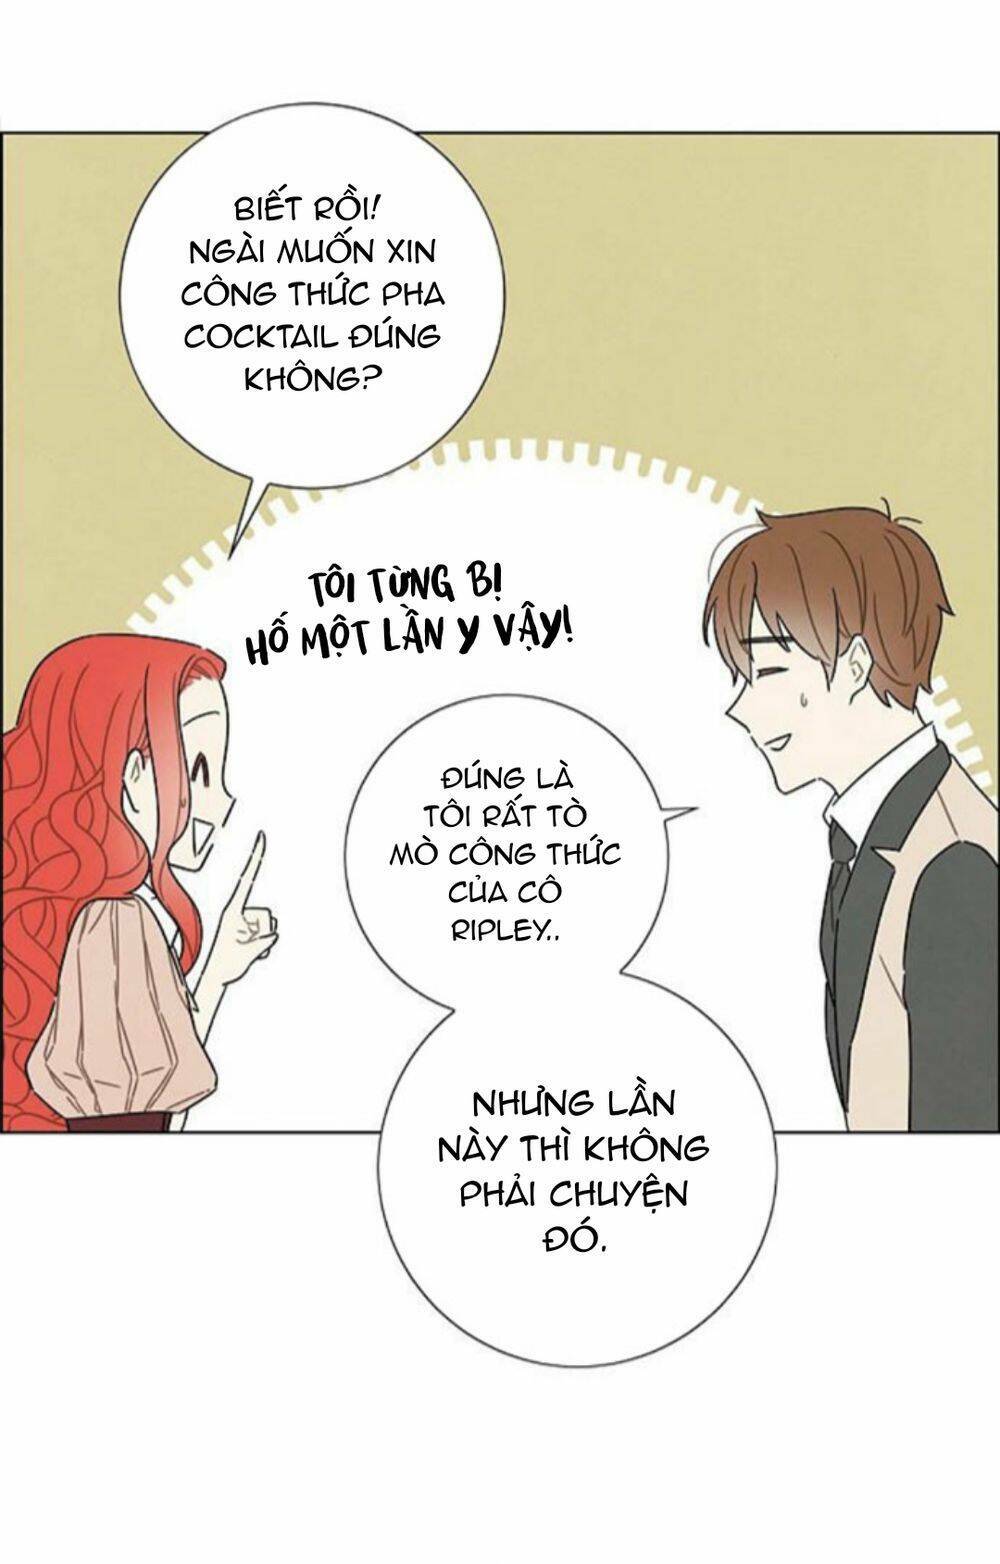 BIẾT RỒI!
NGÀI MUỐN XIN
CÔNG THỨC PHA
COCKTAIL ĐÚNG
KHÔNG?
TÔI TỪNG BỊ
HỐ MỘT LẦN Y VẬY!
ĐÚNG LÀ
TÔI RẤT TÒ
MÒ CÔNG THỨC
CỦA CÔ
RIPLEY..
NHƯNG LẦN
NÀY THÌ KHÔNG
PHẢI CHUYỆN
ĐÓ.